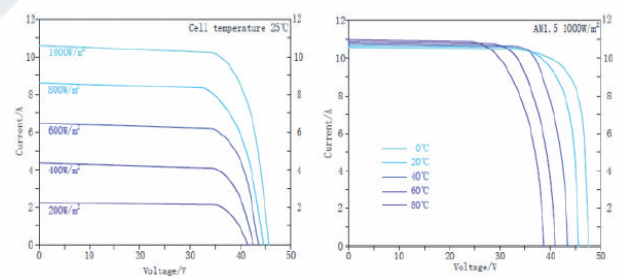 Cell temperature 25℃
1000W/m²
800W/m²
600W/m²
400W/m²
200W/m²
12
10
8
6
4
2
0
12
10
8
6
4
2
0 10 20 30 40 50
Current/A
Voltage/V
AM1.5 1000W/m²
0℃
20℃
40℃
60℃
80℃
12
10
8
6
4
2
0
12
10
8
6
4
2
0 10 20 30 40 50
Current/A
Voltage/V